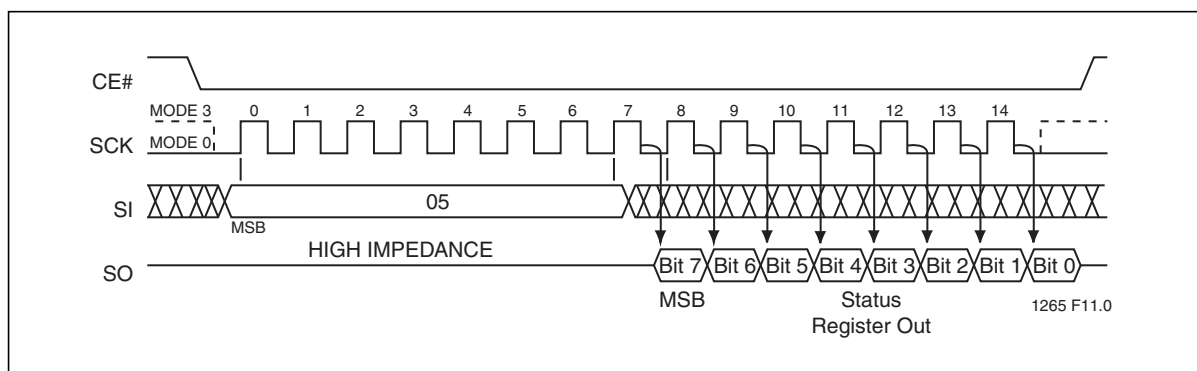 CE#
MODE 3 0 1 2 3 4 5 6 7 8 9 10 11 12 13 14
SCK MODE 0
SI 05
MSB
HIGH IMPEDANCE
SO Bit 7 Bit 6 Bit 5 Bit 4 Bit 3 Bit 2 Bit 1 Bit 0
MSB Status 1265 F11.0
Register Out